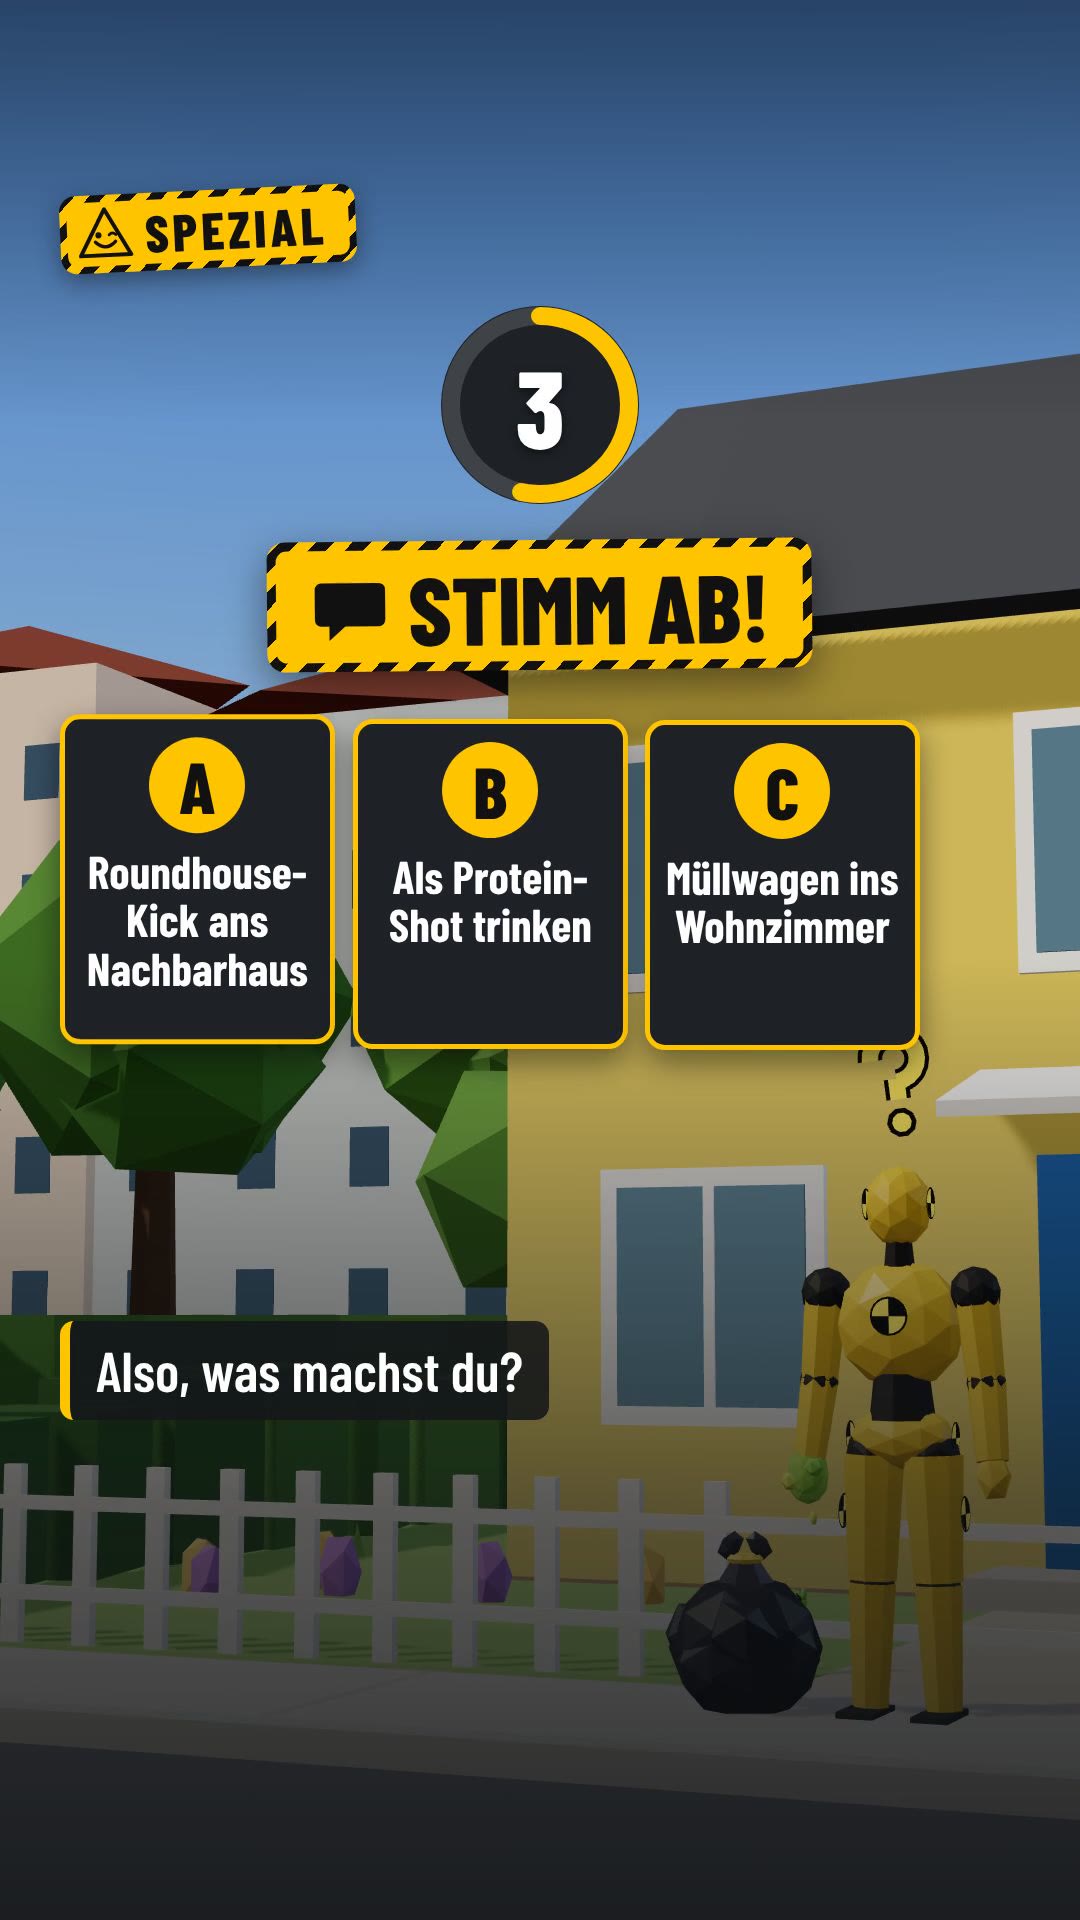 SPEZIAL
3
STIMM AB!
A
Roundhouse-
Kick ans
Nachbarhaus
B
Als Protein-
Shot trinken
C
Müllwagen ins
Wohnzimmer
?
Also, was machst du?